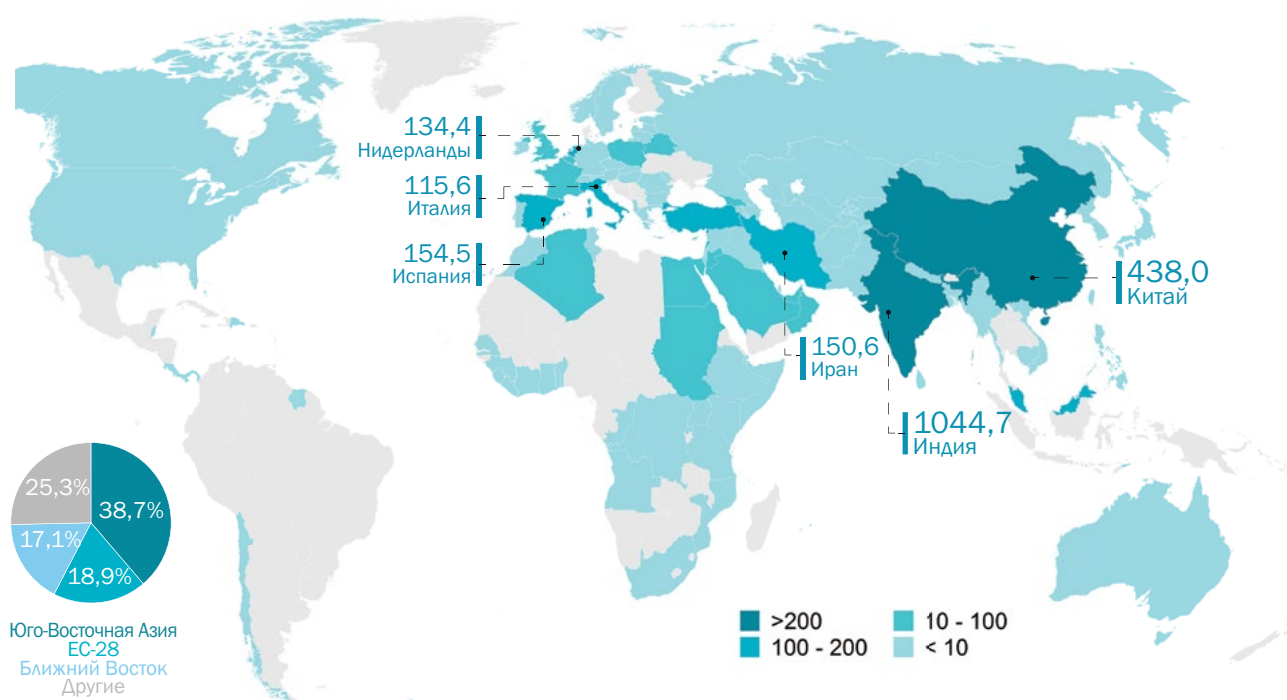 134,4
Нидерланды
115,6
Италия
154,5
Испания
438,0
Китай
150,6
Иран
1044,7
Индия
25,3%
38,7%
17,1%
18,9%
Юго-Восточная Азия
ЕС-28
Ближний Восток
Другие
>200
10 - 100
100 - 200
< 10